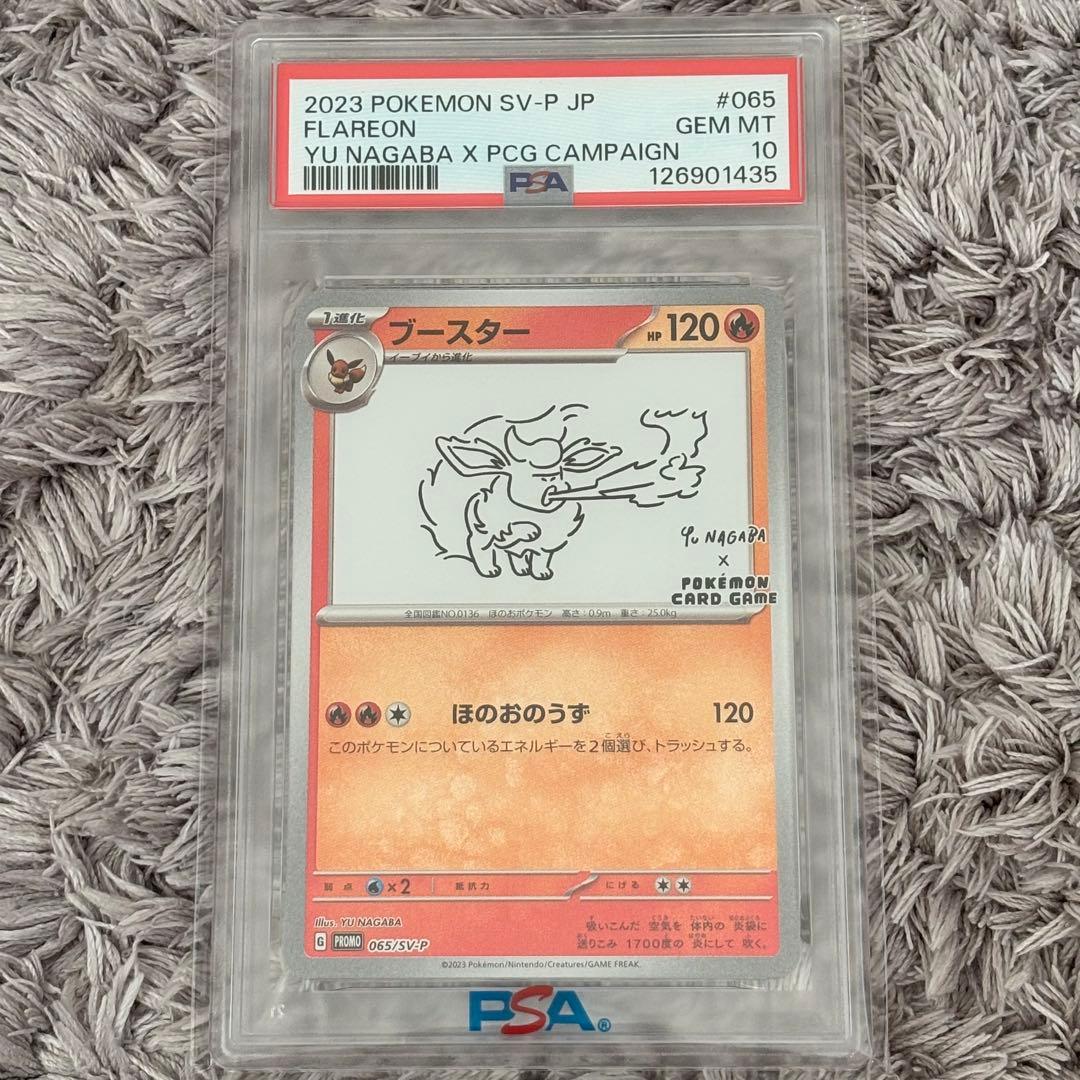 2023 POKEMON SV-P JP #065
FLAREON GEM MT
YU NAGABA X PCG CAMPAIGN 10
PSA 126901435
1進化 ブースター HP 120
イーブイから進化
YU NAGABA
X
POKÉMON
CARD GAME
全国図鑑NO.0136 ほのおポケモン 高さ:0.9m 重さ:25.0kg
ほのおのうず 120
このポケモンについているエネルギーを2個選び、トラッシュする。
弱点 ×2 抵抗力 にげる
Illus. YU NAGABA
G PROMO 065/SV-P
吸いこんだ 空気を 体内の 炎袋に
送りこみ 1700度の 炎にして 吹く。
©2023 Pokémon/Nintendo/Creatures/GAME FREAK.
PSA®